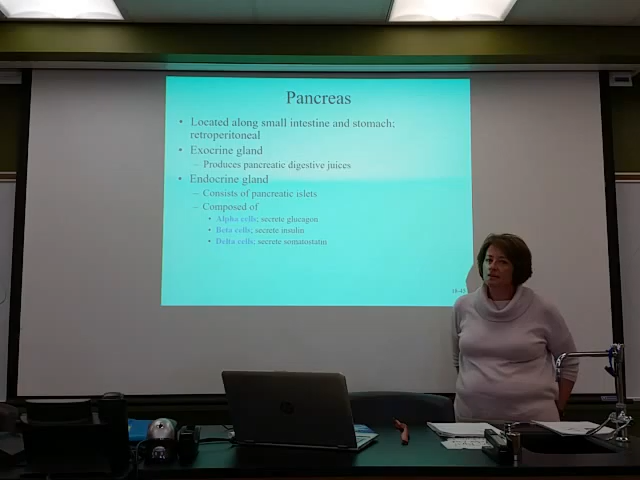 Pancreas
• Located along small intestine and stomach;
retroperitoneal
• Exocrine gland
– Produces pancreatic digestive juices
• Endocrine gland
– Consists of pancreatic islets
– Composed of
• Alpha cells; secrete glucagon
• Beta cells; secrete insulin
• Delta cells; secrete somatostatin
hp